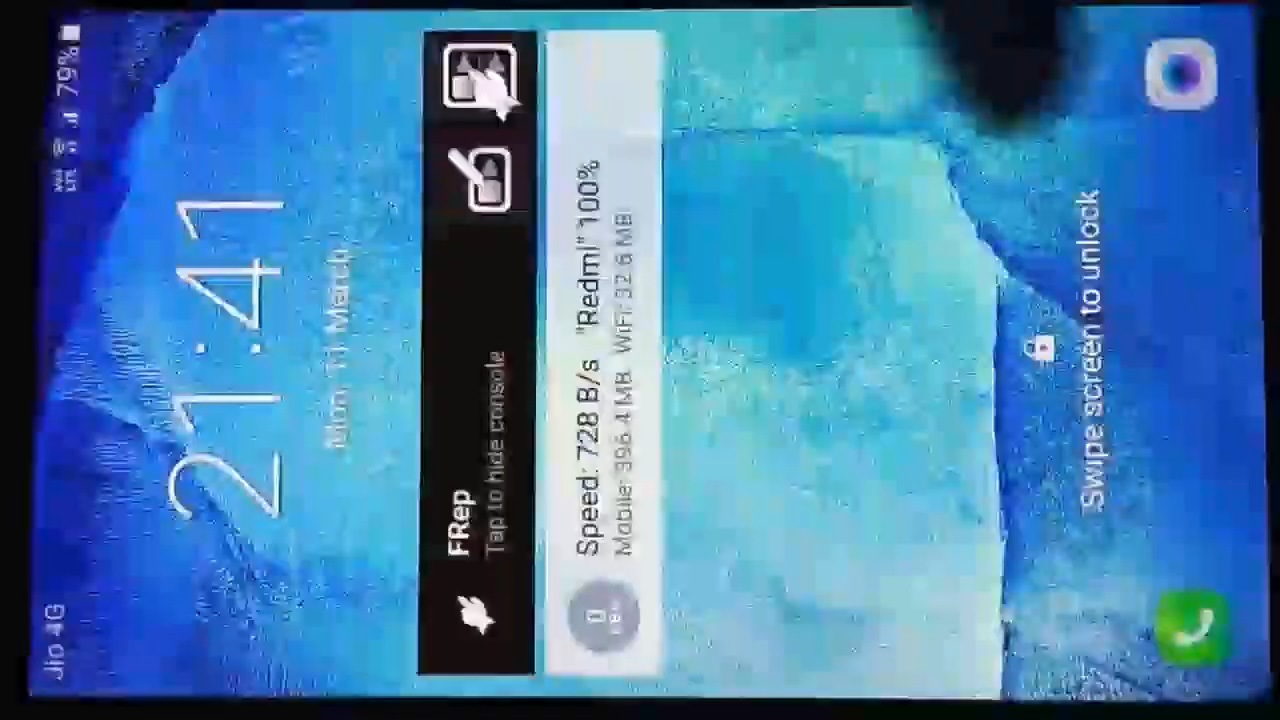 Jio 4G VoLTE 79%
21:41
Mon, 11 March
FRep
Tap to hide console
Speed: 728 B/s "Redmi" 100%
Mobile: 396.4 MB WiFi: 32.6 MB
Swipe screen to unlock